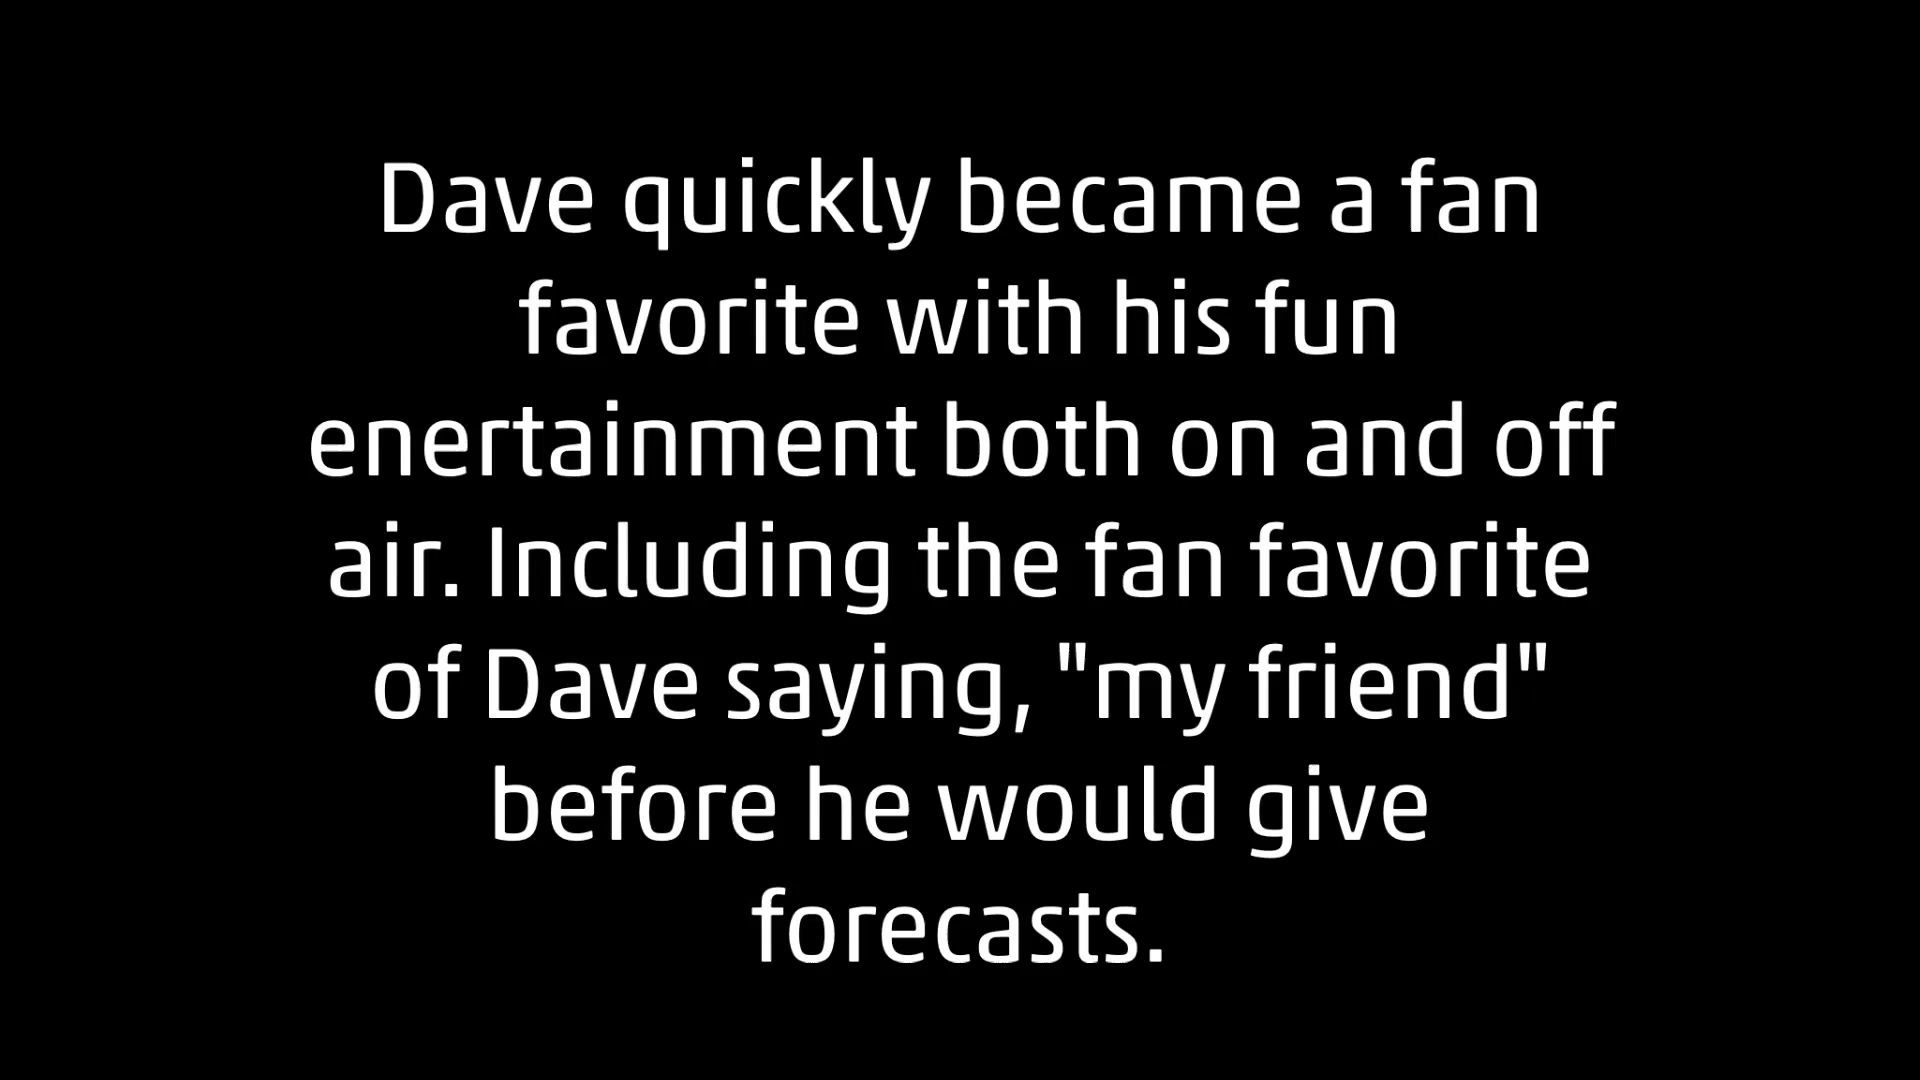 Dave quickly became a fan
favorite with his fun
enertainment both on and off
air. Including the fan favorite
of Dave saying, "my friend"
before he would give
forecasts.